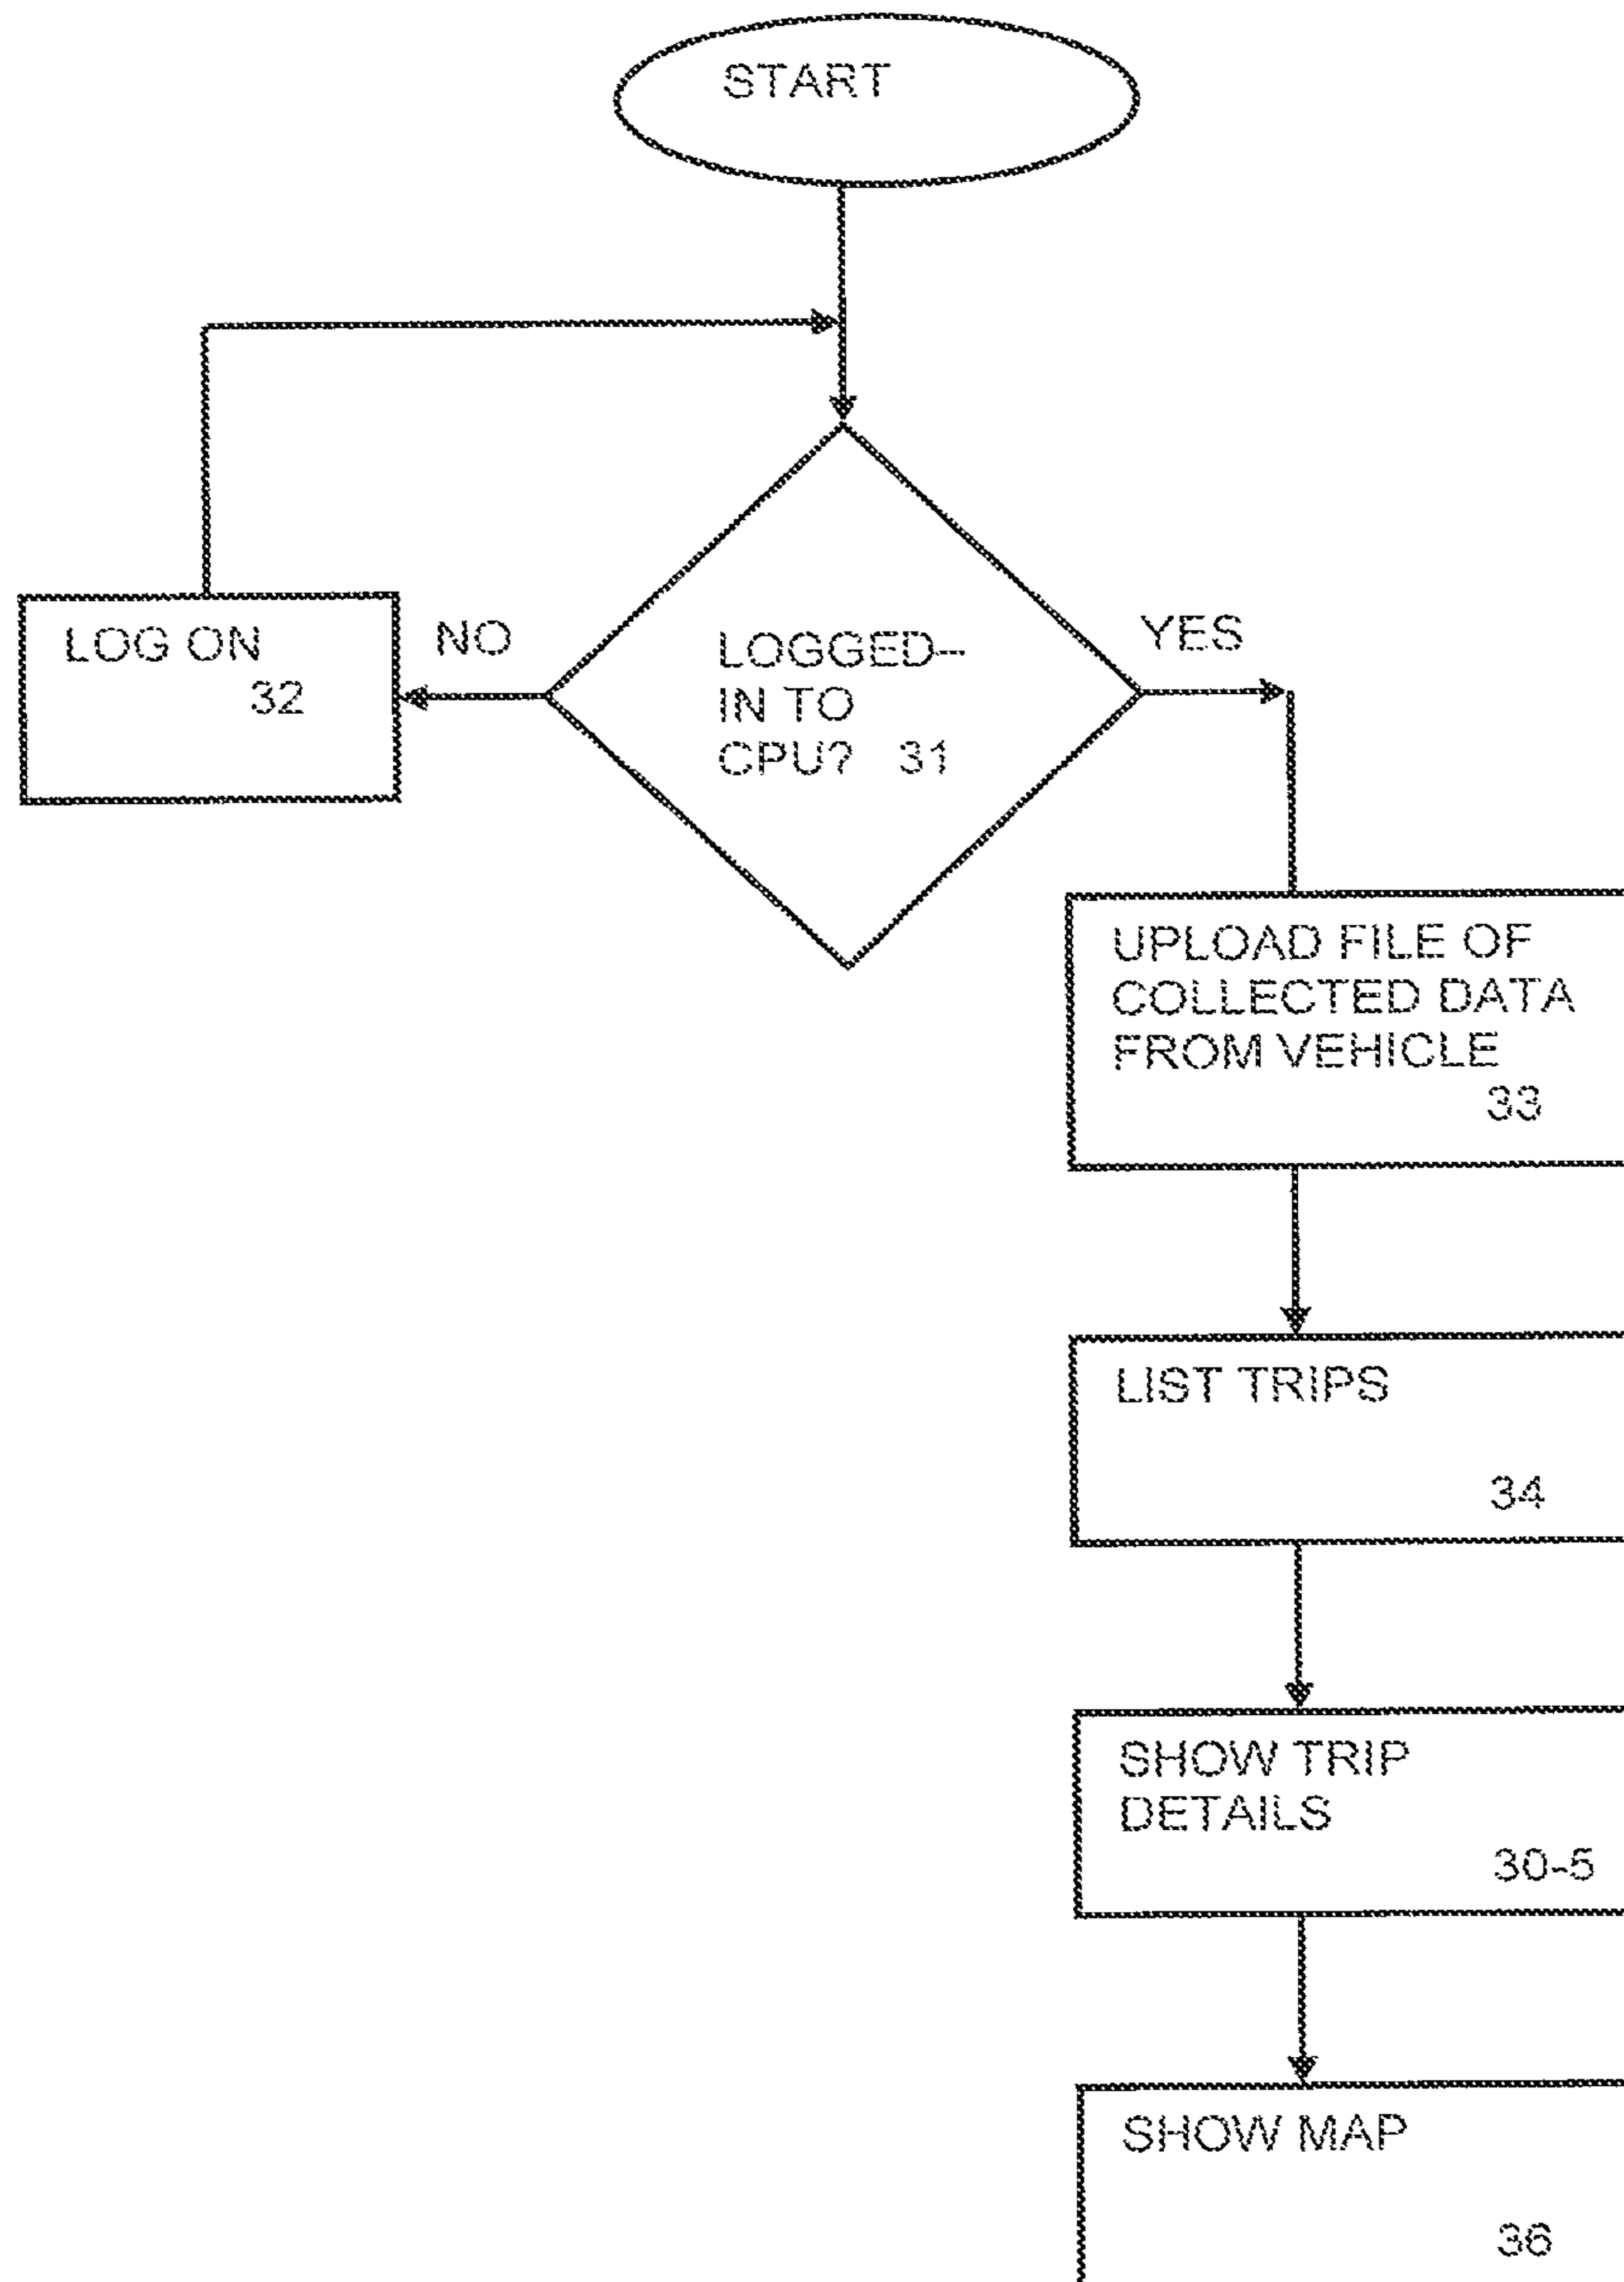 START
LOG ON
32
NO
LOGGED-
IN TO
CPU? 31
YES
UPLOAD FILE OF
COLLECTED DATA
FROM VEHICLE
33
LIST TRIPS
34
SHOW TRIP
DETAILS
30-5
SHOW MAP
36